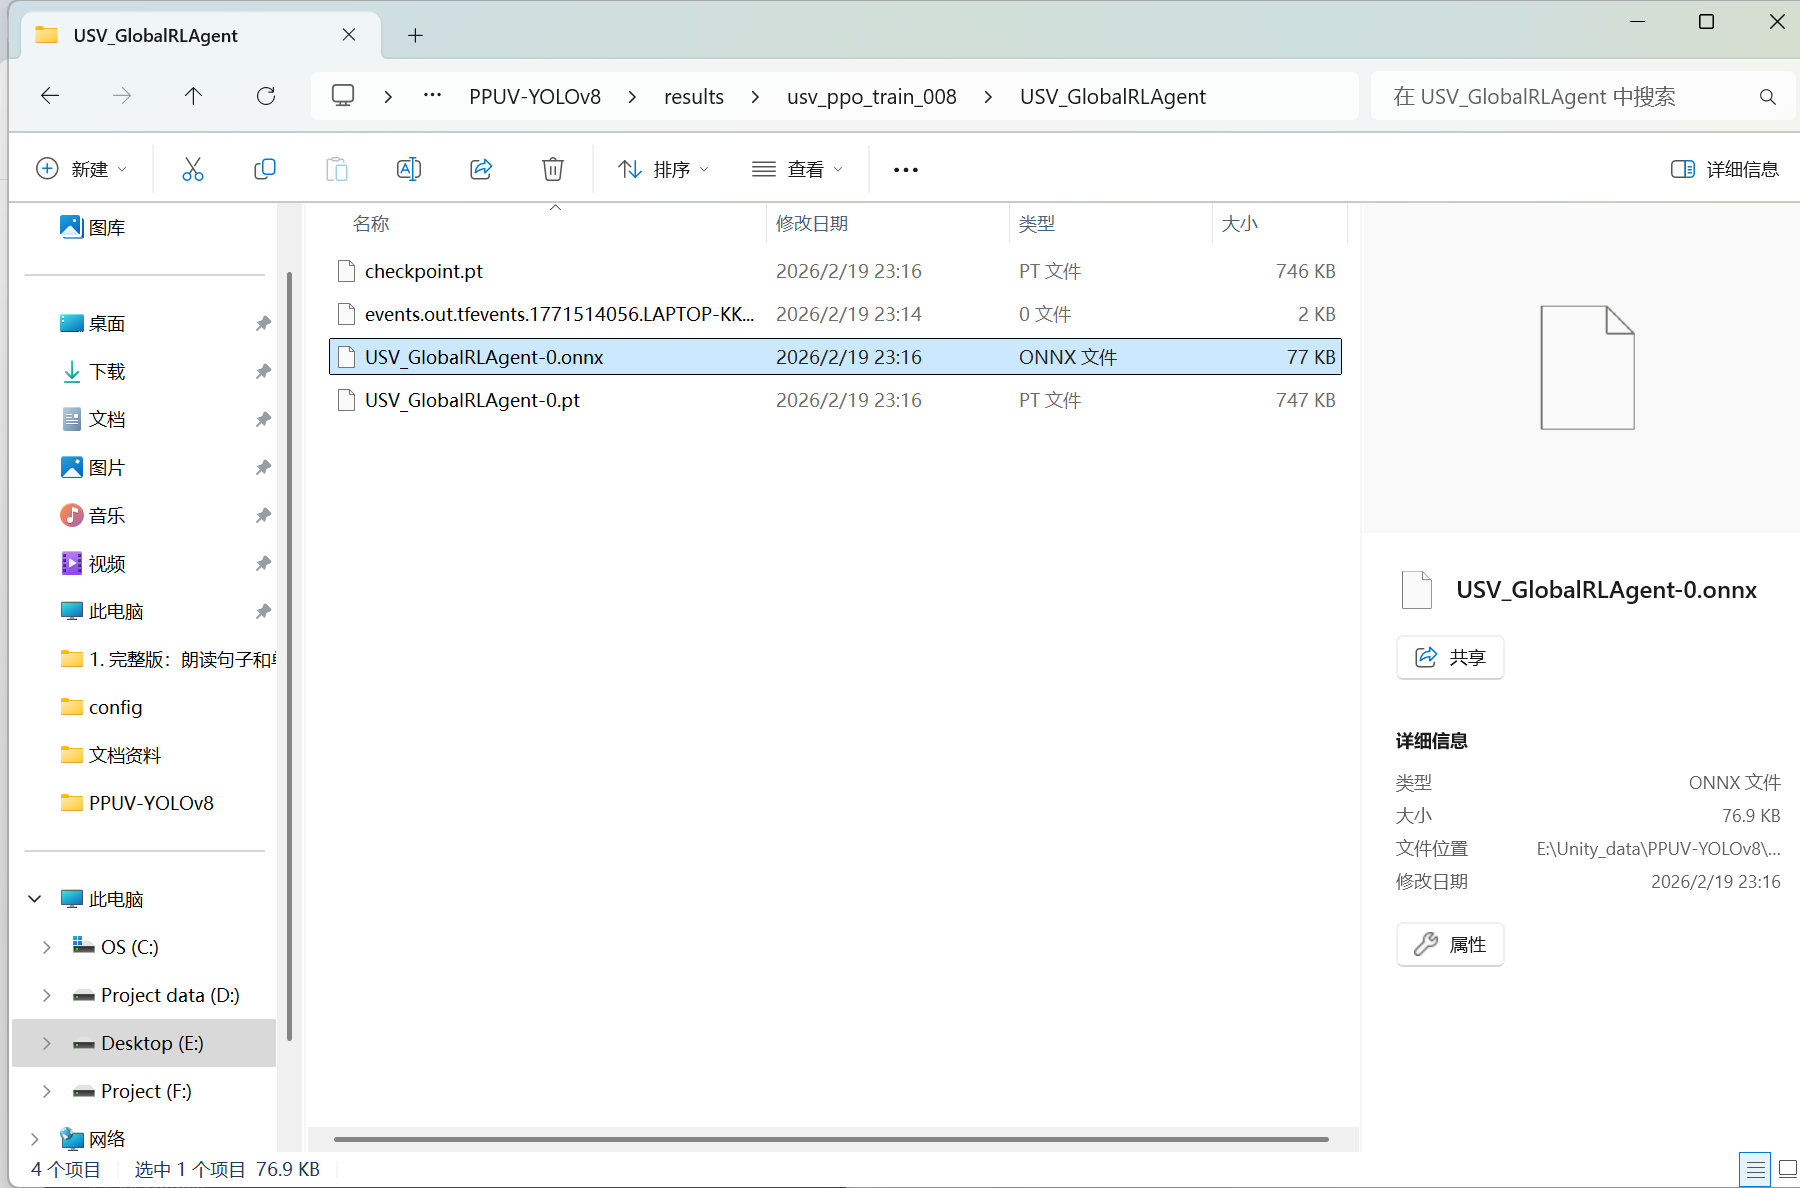 USV_GlobalRLAgent
PPUV-YOLOv8 results usv_ppo_train_008 USV_GlobalRLAgent
在 USV_GlobalRLAgent 中搜索
新建 排序 查看 ••• 详细信息
图库
桌面
下载
文档
图片
音乐
视频
此电脑
1. 完整版：朗读句子和
config
文档资料
PPUV-YOLOv8
此电脑
OS (C:)
Project data (D:)
Desktop (E:)
Project (F:)
网络
名称 修改日期 类型 大小
checkpoint.pt 2026/2/19 23:16 PT 文件 746 KB
events.out.tfevents.1771514056.LAPTOP-KK... 2026/2/19 23:14 0 文件 2 KB
USV_GlobalRLAgent-0.onnx 2026/2/19 23:16 ONNX 文件 77 KB
USV_GlobalRLAgent-0.pt 2026/2/19 23:16 PT 文件 747 KB
USV_GlobalRLAgent-0.onnx
共享
详细信息
类型 ONNX 文件
大小 76.9 KB
文件位置 E:\Unity_data\PPUV-YOLOv8\...
修改日期 2026/2/19 23:16
属性
4 个项目 选中 1 个项目 76.9 KB